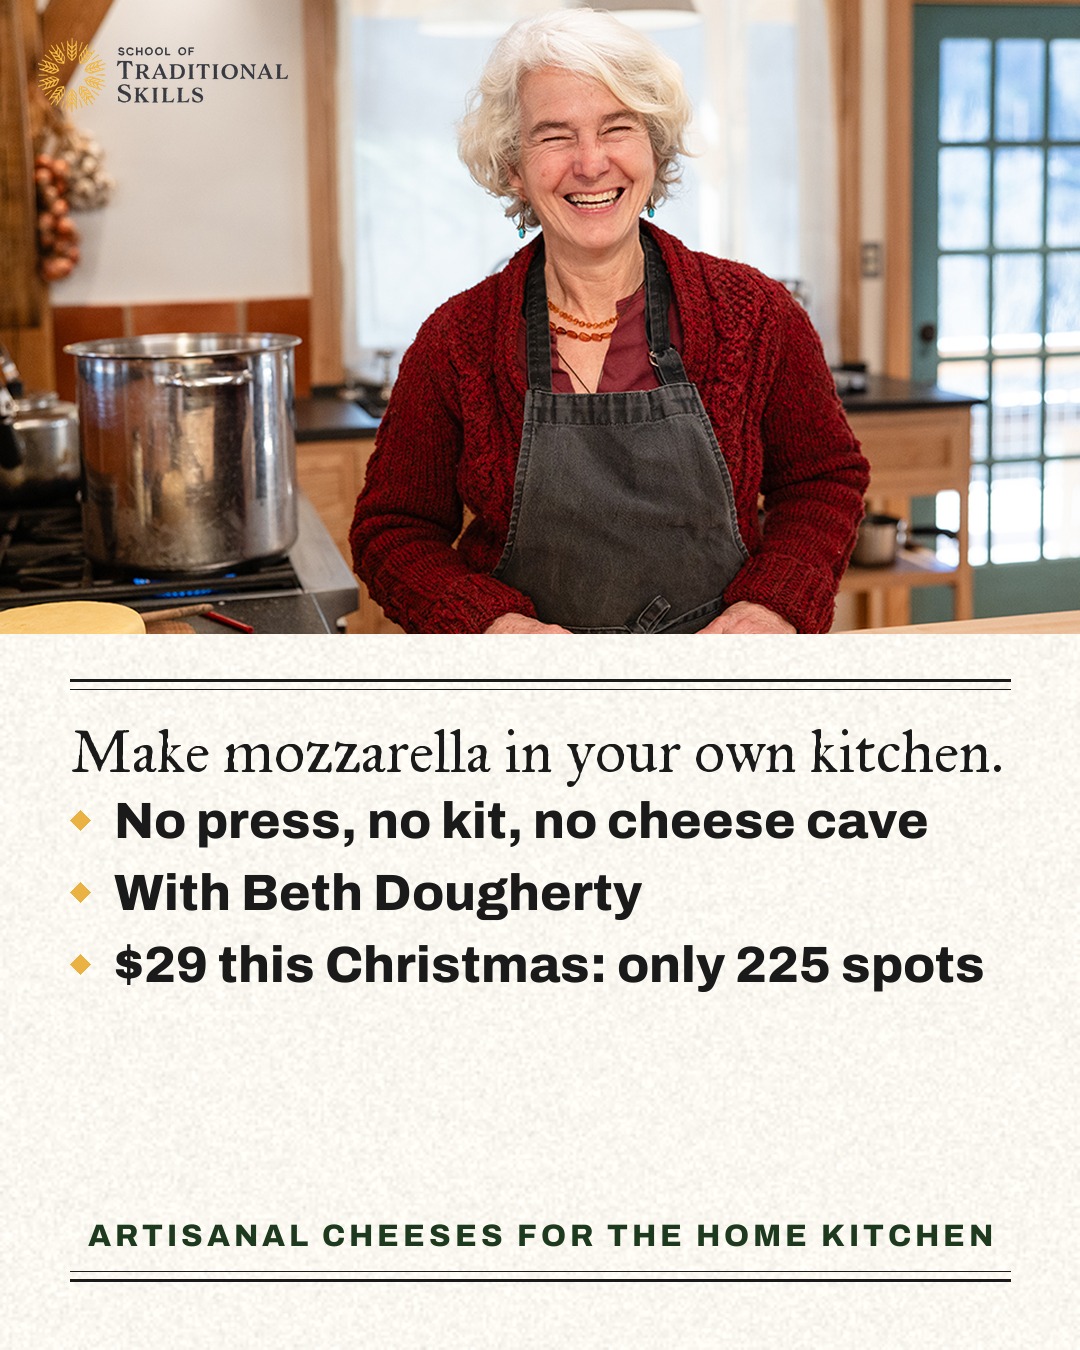 SCHOOL OF
TRADITIONAL
SKILLS
Make mozzarella in your own kitchen.
No press, no kit, no cheese cave
With Beth Dougherty
$29 this Christmas: only 225 spots
ARTISANAL CHEESES FOR THE HOME KITCHEN